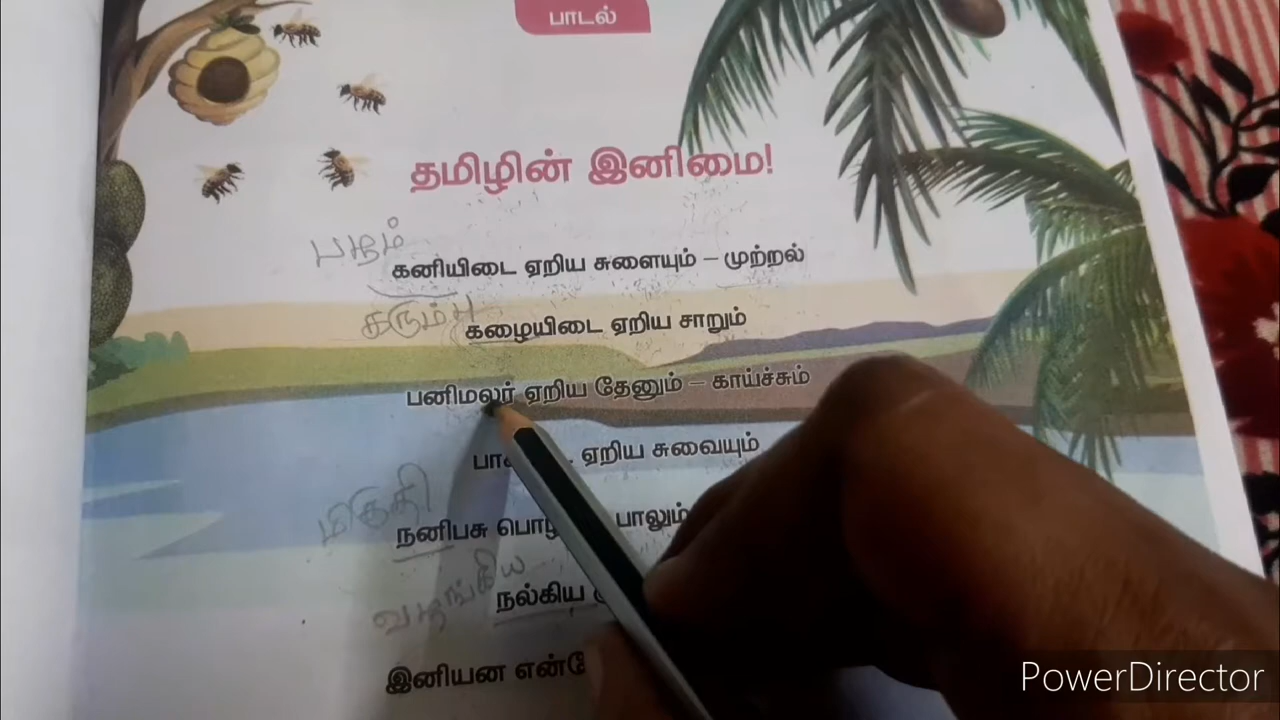 பாடல்
தமிழின் இனிமை!
பழம்
கனியிடை ஏறிய சுளையும் – முற்றல்
கரும்பு
கழையிடை ஏறிய சாறும்
பனிமலர் ஏறிய தேனும் – காய்ச்சும்
ஏறிய சுவையும்
மிகுதி
நனிபசு பாலும்
வழங்கிய
நல்கிய
இனியன
PowerDirector